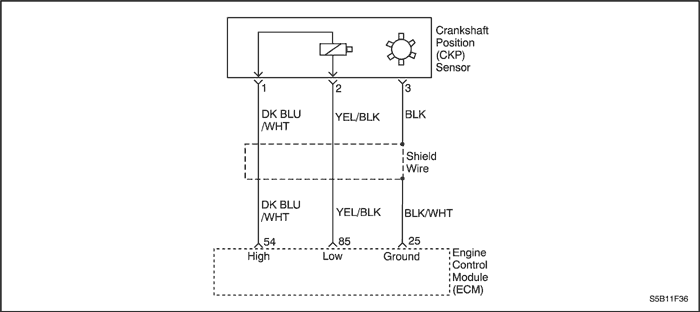 Crankshaft
Position
(CKP)
Sensor
1
2
3
DK BLU
/WHT
YEL/BLK
BLK
Shield
Wire
DK BLU
/WHT
YEL/BLK
BLK/WHT
54
85
25
High
Low
Ground
Engine
Control
Module
(ECM)
S5B11F36